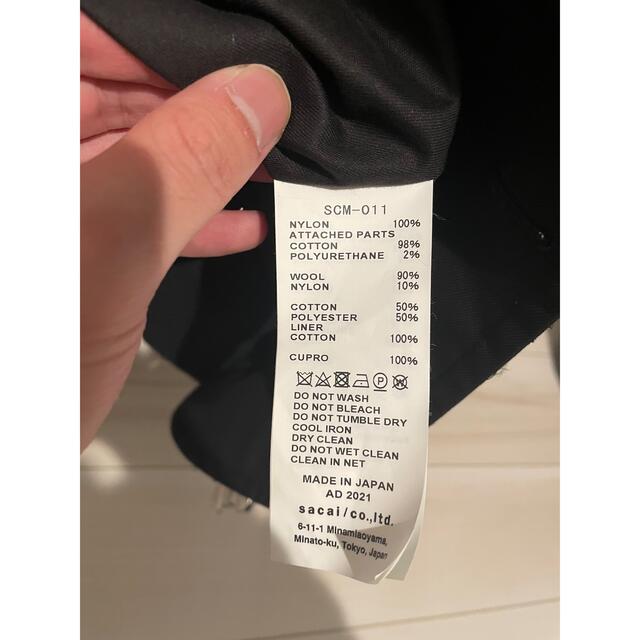 SCM-011
NYLON 100%
ATTACHED PARTS
COTTON 98%
POLYURETHANE 2%
WOOL 90%
NYLON 10%
COTTON 50%
POLYESTER 50%
LINER
COTTON 100%
CUPRO 100%
DO NOT WASH
DO NOT BLEACH
DO NOT TUMBLE DRY
COOL IRON
DRY CLEAN
DO NOT WET CLEAN
CLEAN IN NET
MADE IN JAPAN
AD 2021
sacai/co.,ltd.
6-11-1 Minamiaoyama,
Minato-ku, Tokyo, Japan